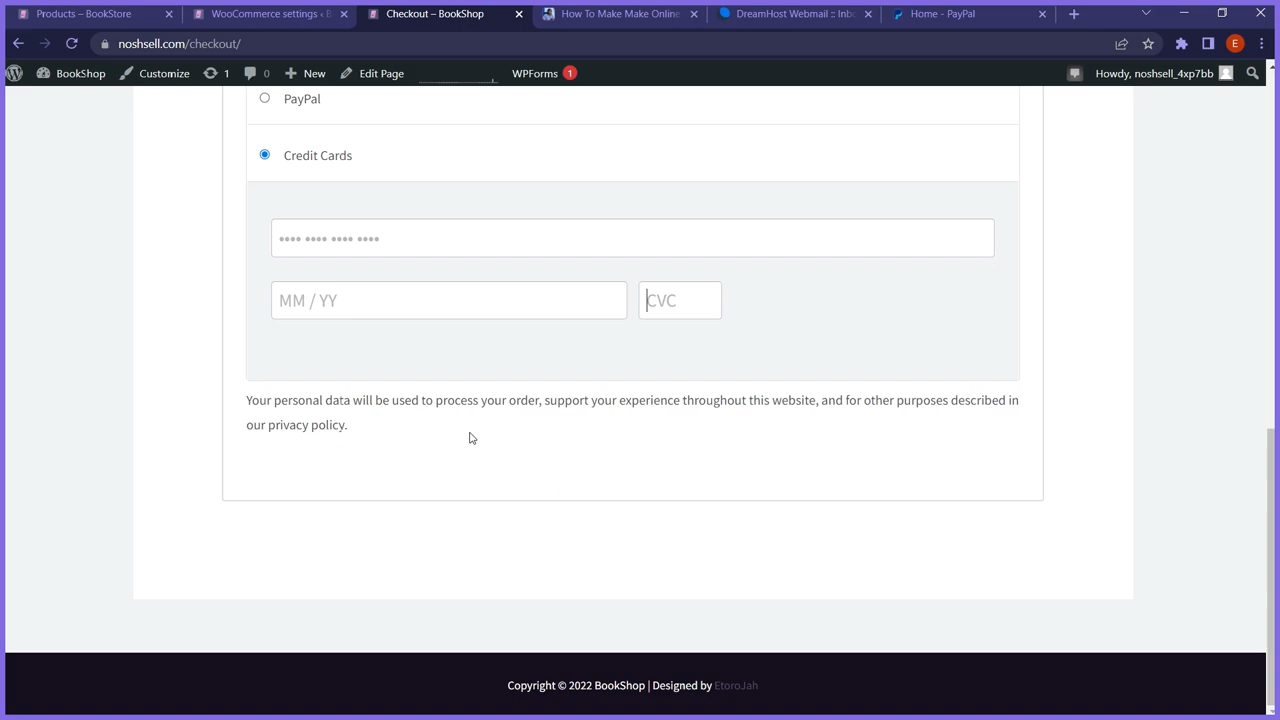 Products – BookStore
WooCommerce settings ‹ B
Checkout – BookShop
How To Make Make Online
DreamHost Webmail :: Inbo
Home - PayPal
noshsell.com/checkout/
E
BookShop
Customize
1
0
New
Edit Page
WPForms 1
Howdy, noshsell_4xp7bb
PayPal
Credit Cards
•••• •••• •••• ••••
MM / YY
CVC
Your personal data will be used to process your order, support your experience throughout this website, and for other purposes described in
our privacy policy.
Copyright © 2022 BookShop | Designed by EtoroJah